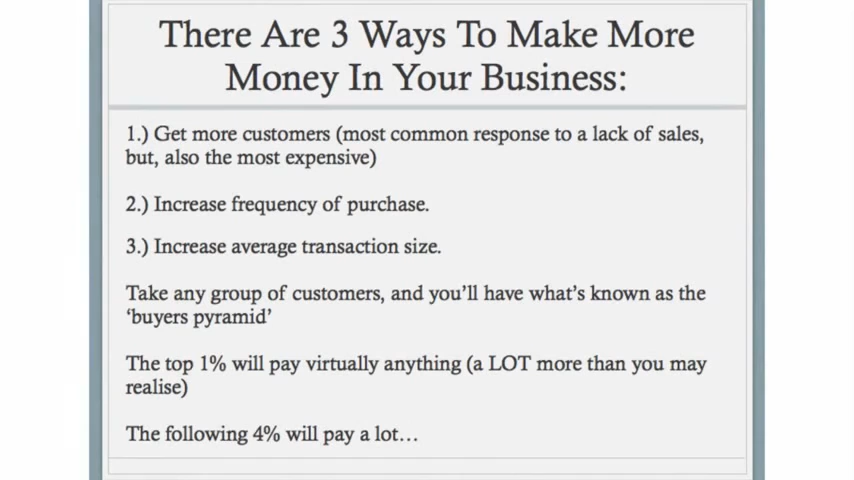 There Are 3 Ways To Make More
Money In Your Business:
1.) Get more customers (most common response to a lack of sales,
but, also the most expensive)
2.) Increase frequency of purchase.
3.) Increase average transaction size.
Take any group of customers, and you’ll have what’s known as the
‘buyers pyramid’
The top 1% will pay virtually anything (a LOT more than you may
realise)
The following 4% will pay a lot…